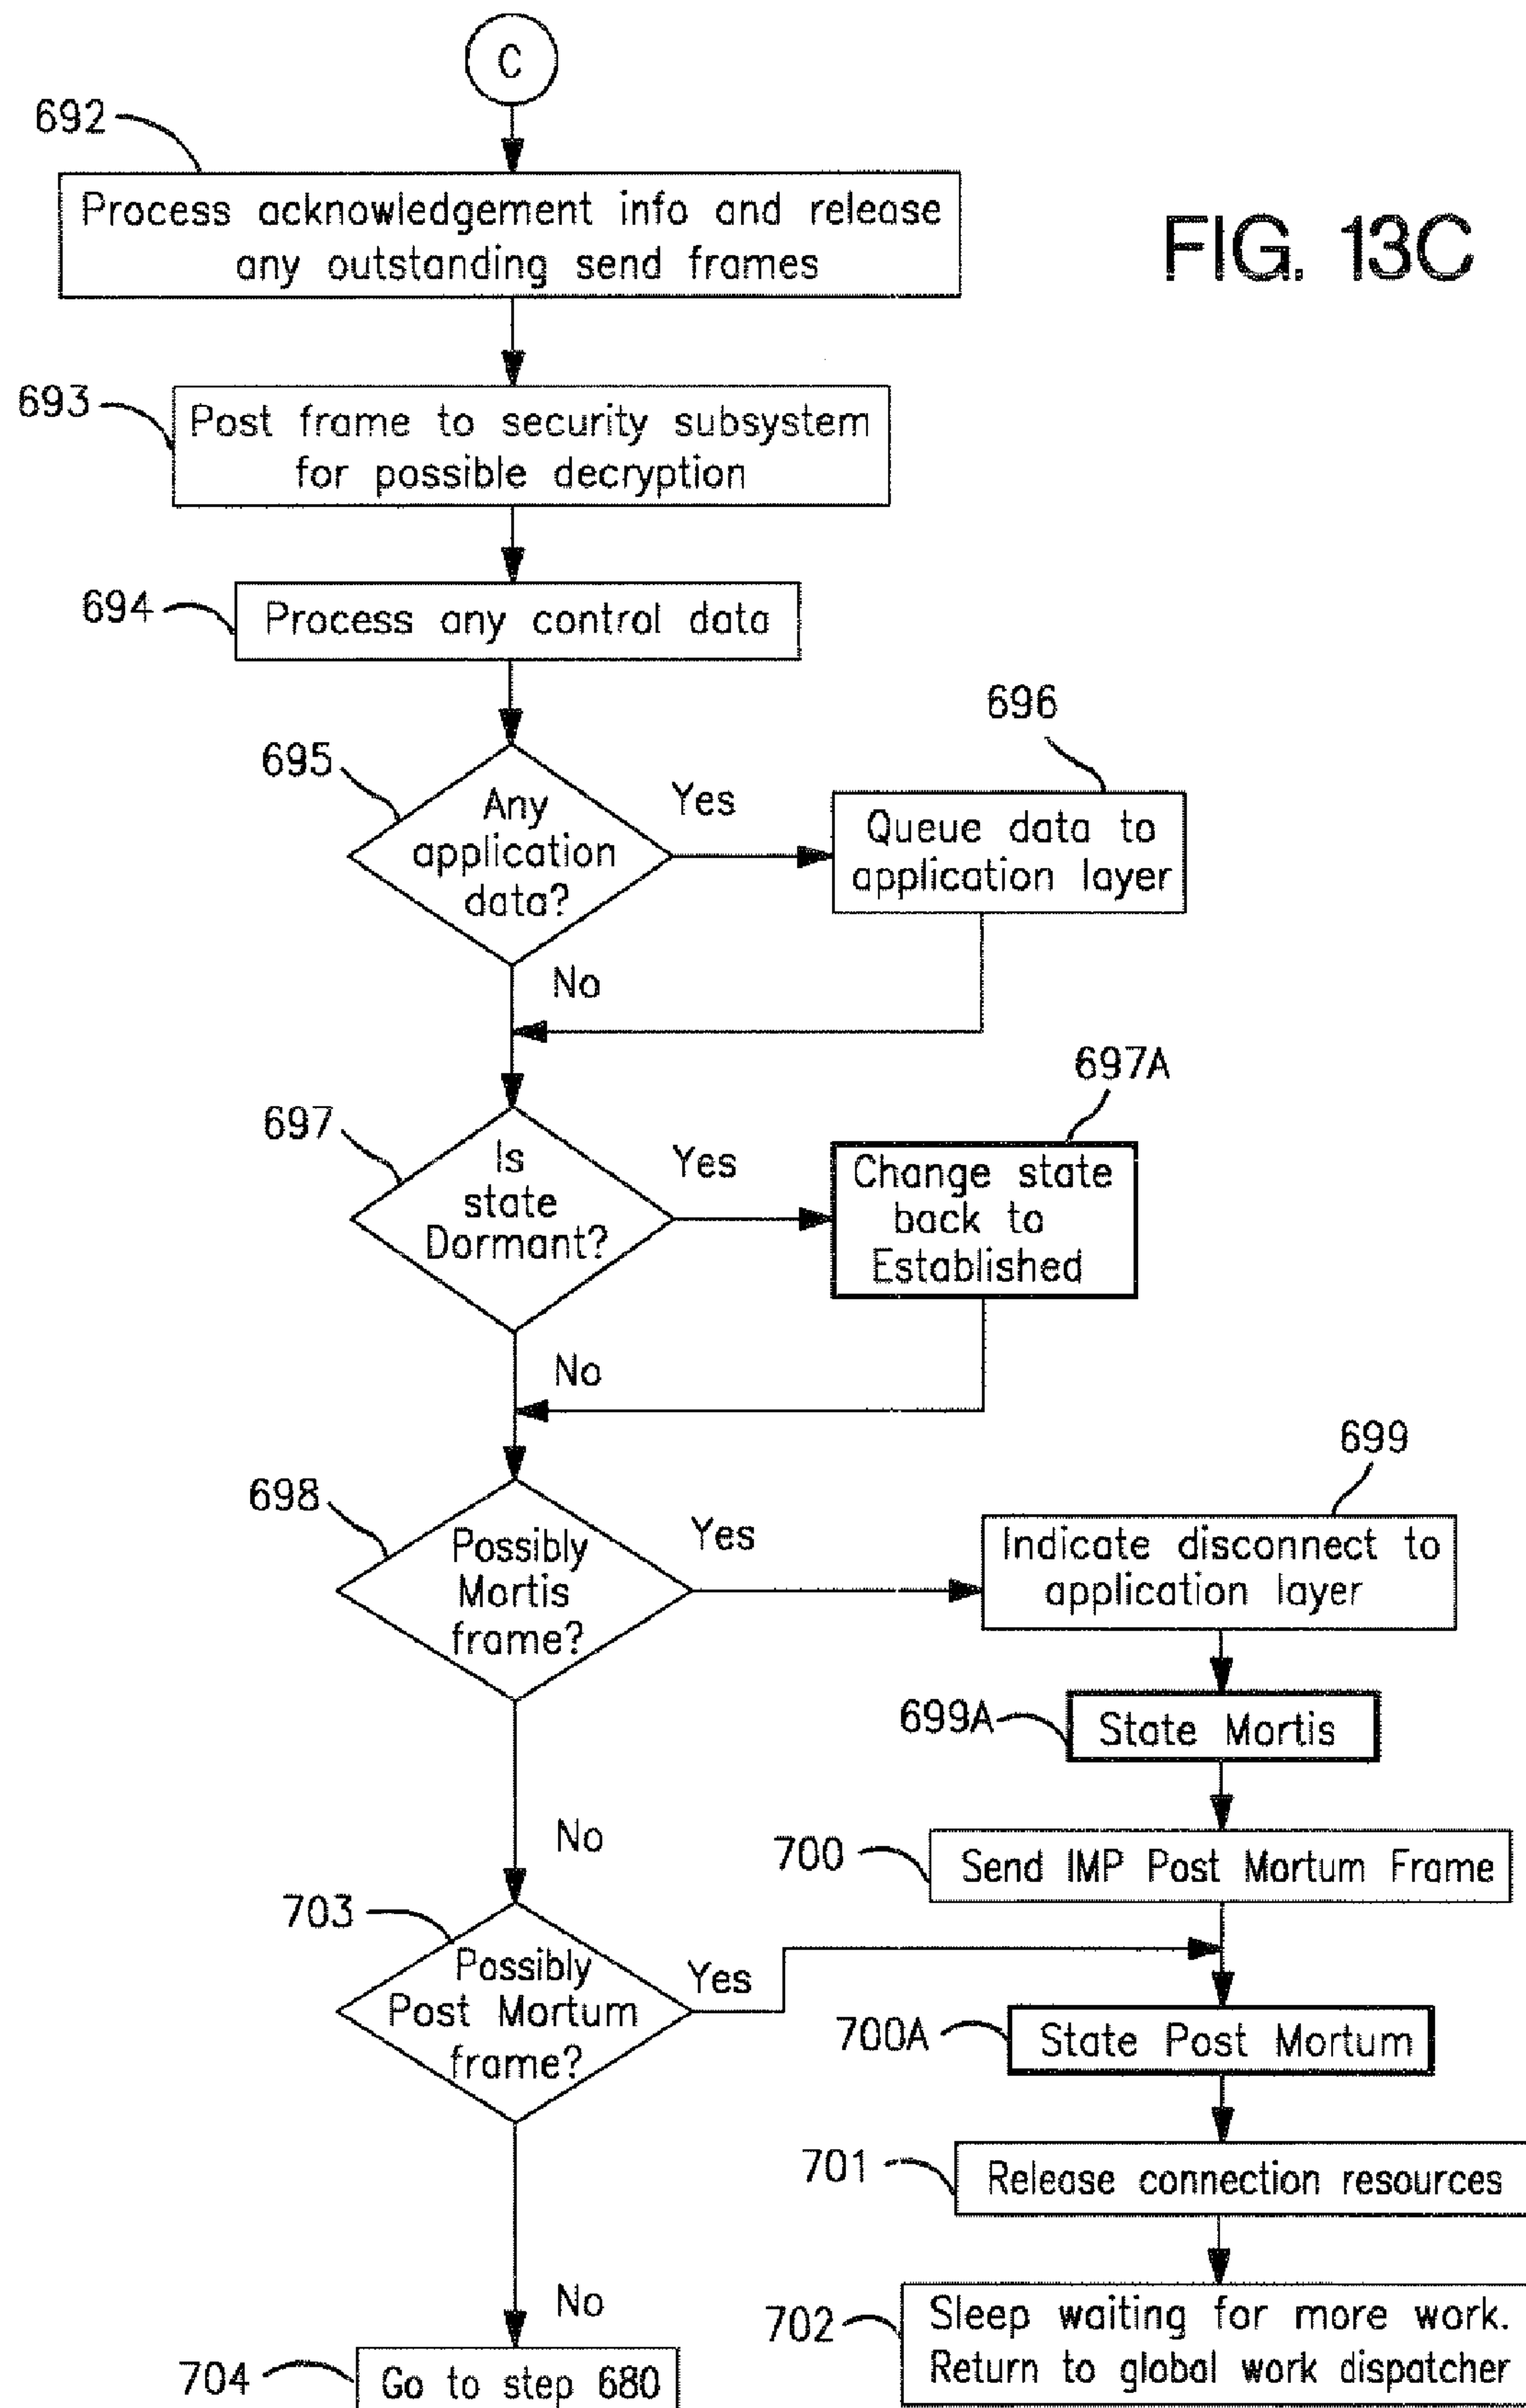 C
692
Process acknowledgement info and release
any outstanding send frames
FIG. 13C
693
Post frame to security subsystem
for possible decryption
694
Process any control data
695
Any
application
data?
Yes
696
Queue data to
application layer
No
697
Is
state
Dormant?
Yes
697A
Change state
back to
Established
No
698
Possibly
Mortis
frame?
Yes
699
Indicate disconnect to
application layer
699A
State Mortis
700
Send IMP Post Mortum Frame
No
703
Possibly
Post Mortum
frame?
Yes
700A
State Post Mortum
701
Release connection resources
702
Sleep waiting for more work.
Return to global work dispatcher
No
704
Go to step 680